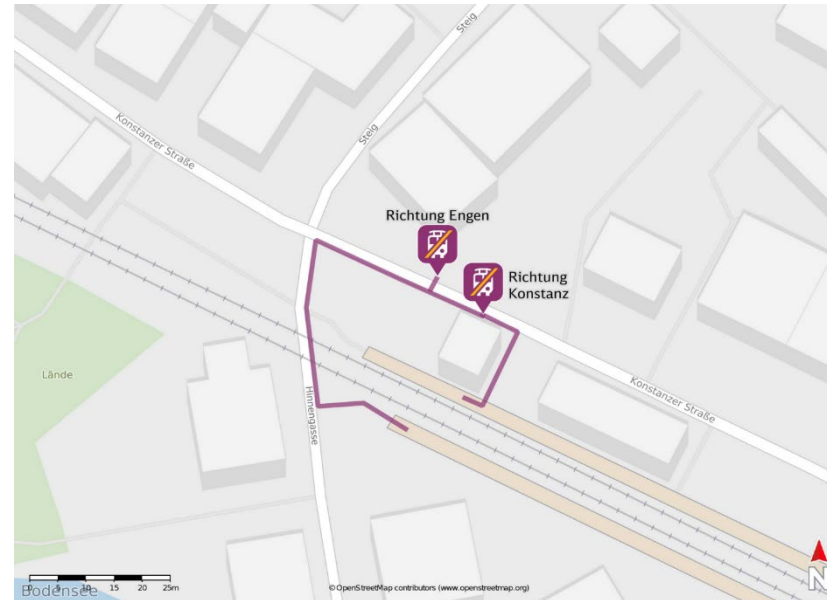 Steig
Konstanzer Straße
Steig
Richtung Engen
Richtung
Konstanz
Lände
Hinnengasse
Konstanzer Straße
N
5 10 15 20 25m
Bodensee
© OpenStreetMap contributors (www.openstreetmap.org)